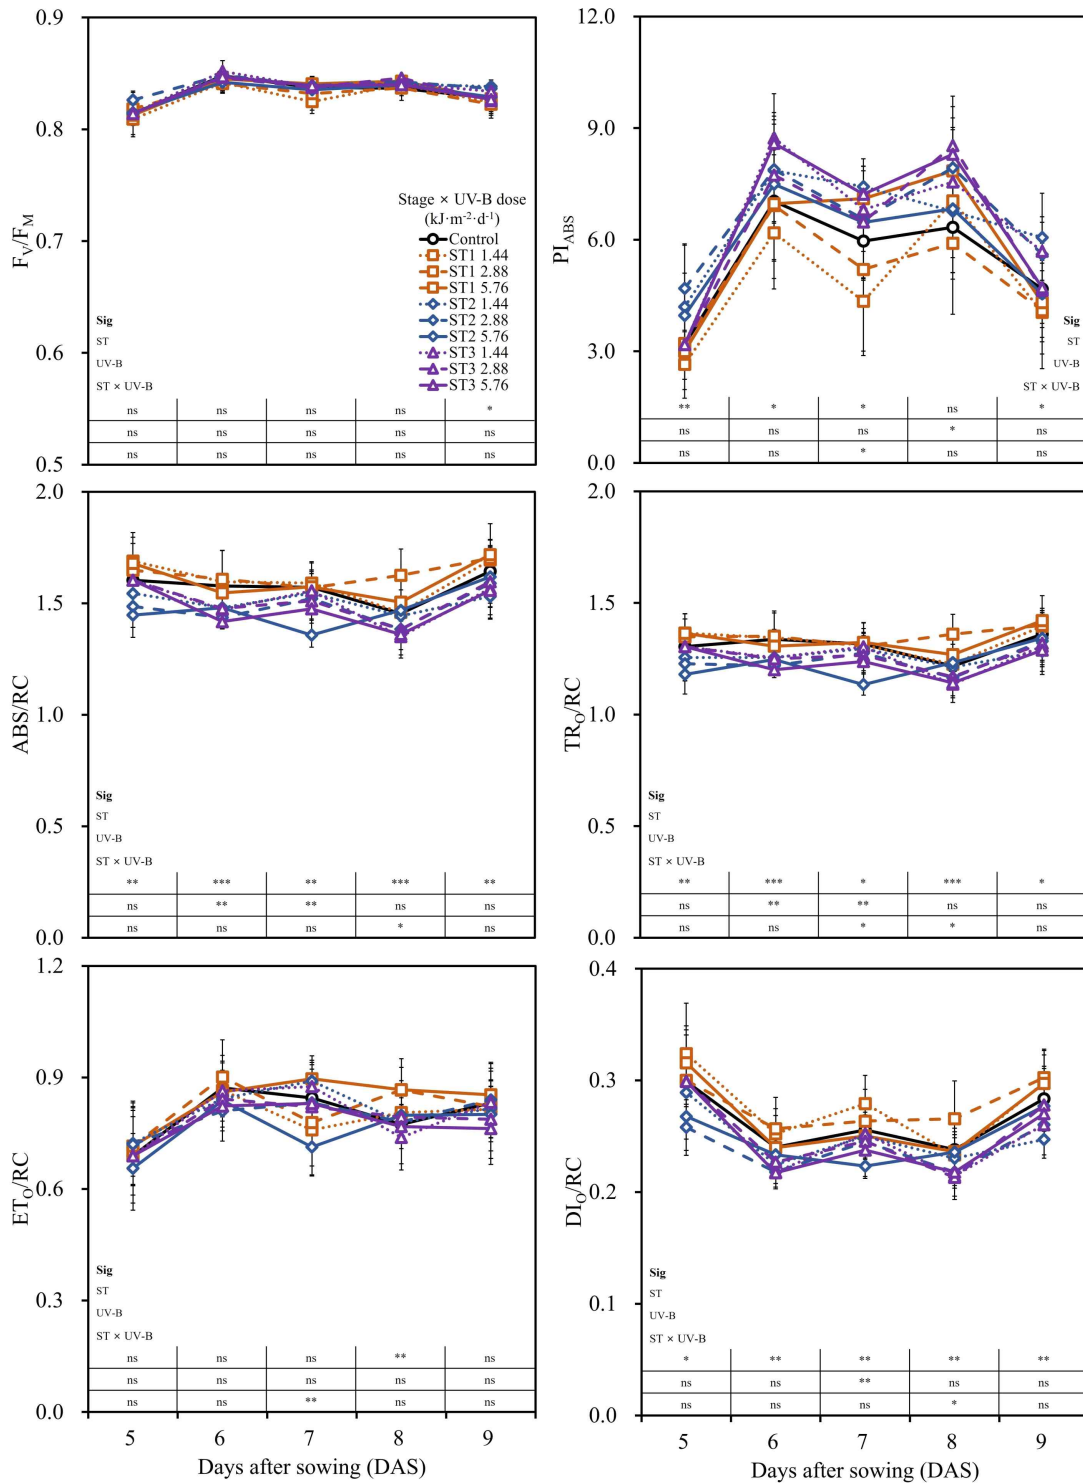 0.9
0.8
0.7
0.6
0.5
F_V/F_M
Stage × UV-B dose
(kJ·m⁻²·d⁻¹)
Control
ST1 1.44
ST1 2.88
ST1 5.76
ST2 1.44
ST2 2.88
ST2 5.76
ST3 1.44
ST3 2.88
ST3 5.76
Sig
ST
UV-B
ST × UV-B
ns ns ns ns *
ns ns ns ns ns
ns ns ns ns ns
12.0
9.0
6.0
3.0
0.0
PI_ABS
Sig
ST
UV-B
ST × UV-B
** * * ns *
ns ns ns * ns
ns ns * ns ns
2.0
1.5
1.0
0.5
0.0
ABS/RC
Sig
ST
UV-B
ST × UV-B
** *** ** *** **
ns ** ** ns ns
ns ns ns * ns
2.0
1.5
1.0
0.5
0.0
TR_O/RC
Sig
ST
UV-B
ST × UV-B
** *** * *** *
ns ** ** ns ns
ns ns * * ns
1.2
0.9
0.6
0.3
0.0
ET_O/RC
Sig
ST
UV-B
ST × UV-B
ns ns ns ** ns
ns ns ns ns ns
ns ns ** ns ns
5 6 7 8 9
Days after sowing (DAS)
0.4
0.3
0.2
0.1
0.0
DI_O/RC
Sig
ST
UV-B
ST × UV-B
* ** ** ** **
ns ns ** ns ns
ns ns ns * ns
5 6 7 8 9
Days after sowing (DAS)